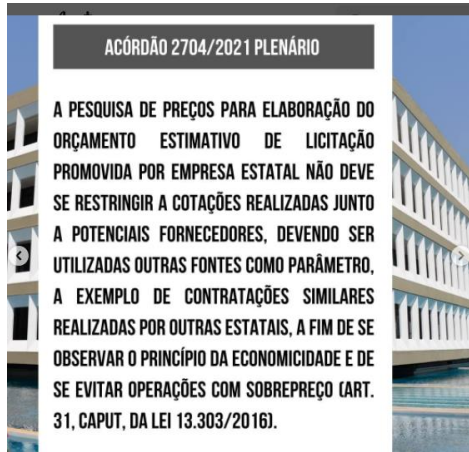 ACÓRDÃO 2704/2021 PLENÁRIO
A PESQUISA DE PREÇOS PARA ELABORAÇÃO DO
ORÇAMENTO ESTIMATIVO DE LICITAÇÃO
PROMOVIDA POR EMPRESA ESTATAL NÃO DEVE
SE RESTRINGIR A COTAÇÕES REALIZADAS JUNTO
A POTENCIAIS FORNECEDORES, DEVENDO SER
UTILIZADAS OUTRAS FONTES COMO PARÂMETRO,
A EXEMPLO DE CONTRATAÇÕES SIMILARES
REALIZADAS POR OUTRAS ESTATAIS, A FIM DE SE
OBSERVAR O PRINCÍPIO DA ECONOMICIDADE E DE
SE EVITAR OPERAÇÕES COM SOBREPREÇO (ART.
31, CAPUT, DA LEI 13.303/2016).